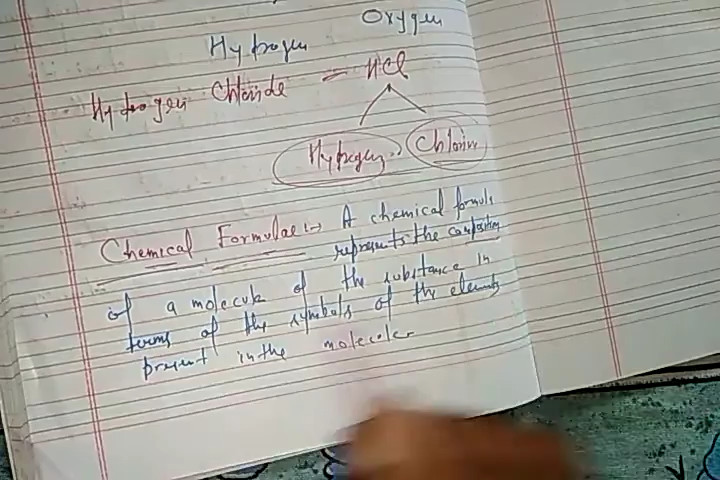 Oxygen
Hydrogen
Hydrogen Chloride = HCl
Hydrogen Chlorin
Chemical Formulae :-> A chemical formula
represents the composition
of a molecule of the substance in
terms of the symbols of the elements
present in the molecule